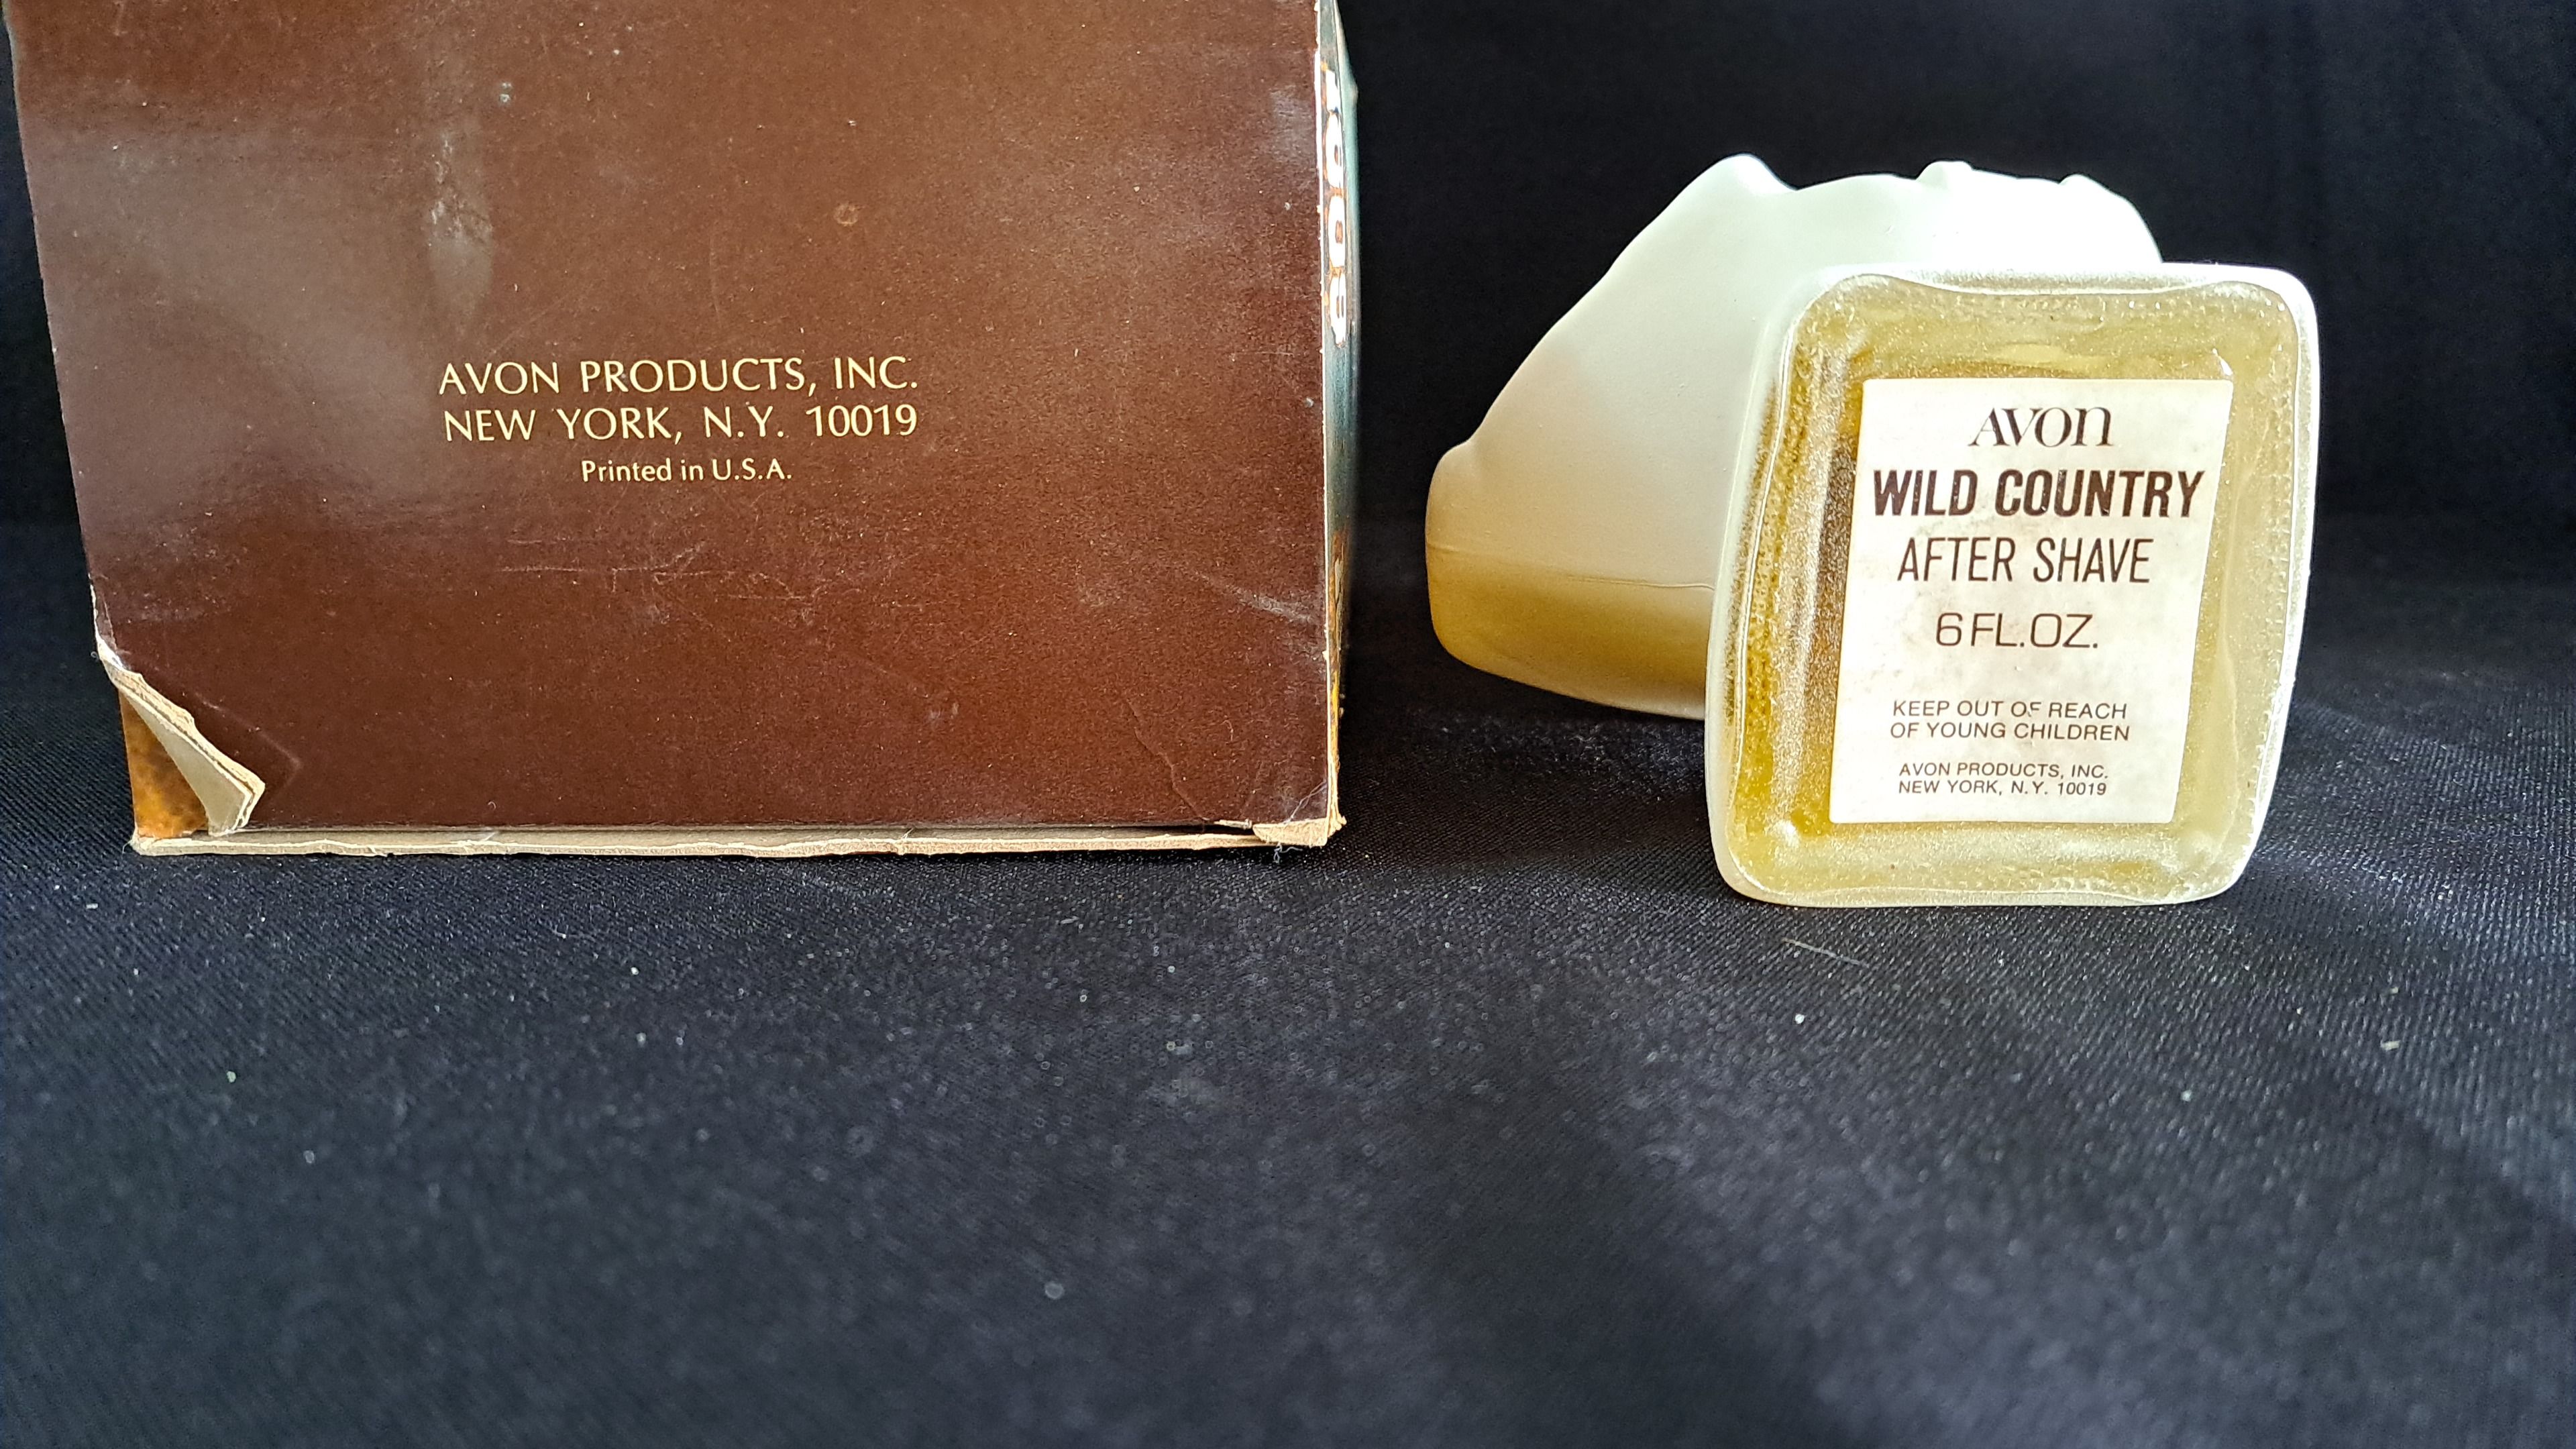 AVON PRODUCTS, INC.
NEW YORK, N.Y. 10019
Printed in U.S.A.
AVON
WILD COUNTRY
AFTER SHAVE
6 FL.OZ.
KEEP OUT OF REACH
OF YOUNG CHILDREN
AVON PRODUCTS, INC.
NEW YORK, N.Y. 10019